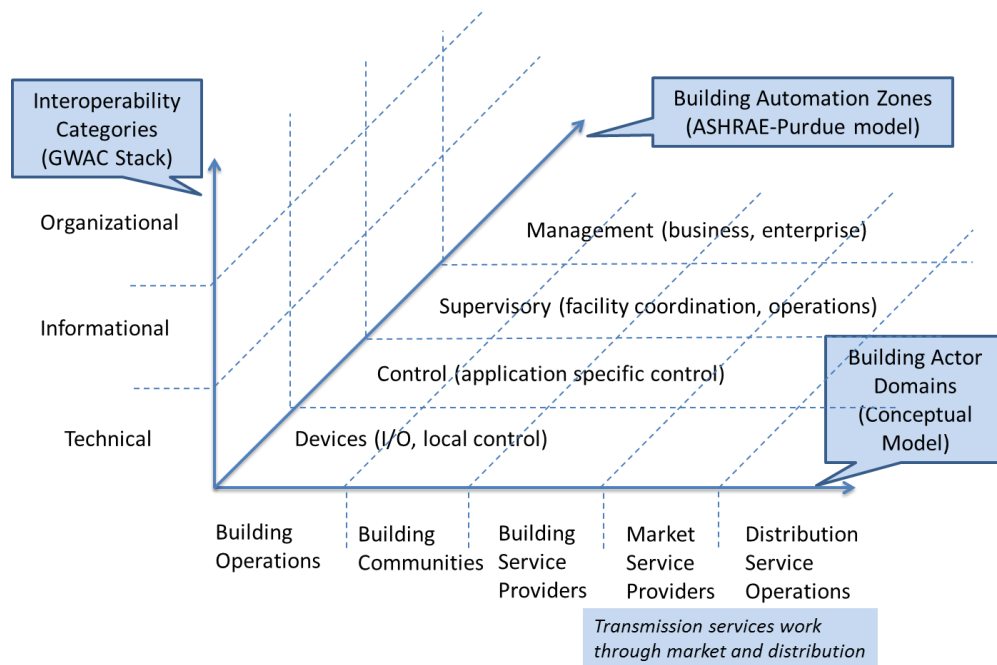 Interoperability
Categories
(GWAC Stack)
Building Automation Zones
(ASHRAE-Purdue model)
Organizational
Management (business, enterprise)
Informational
Supervisory (facility coordination, operations)
Building Actor
Domains
(Conceptual
Model)
Control (application specific control)
Technical
Devices (I/O, local control)
Building
Operations
Building
Communities
Building
Service
Providers
Market
Service
Providers
Distribution
Service
Operations
Transmission services work
through market and distribution